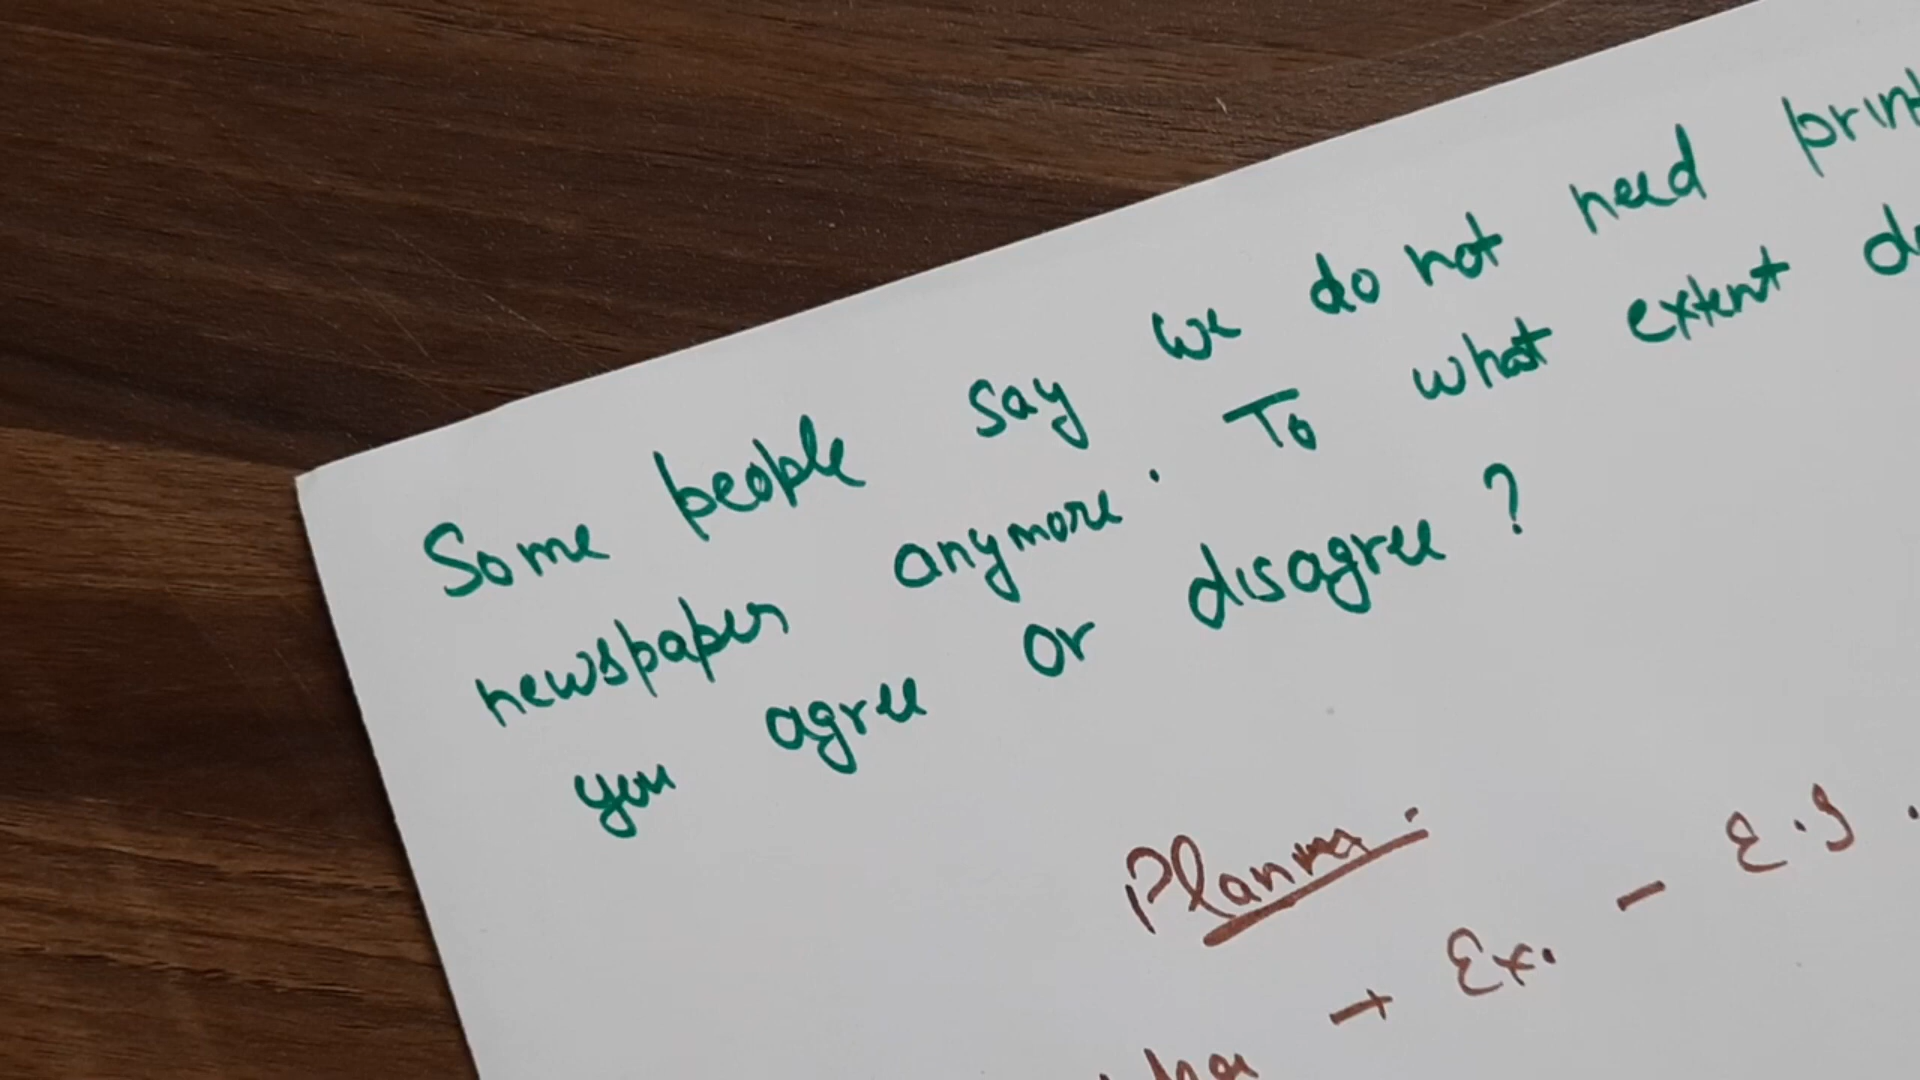 Some people say we do not need print
newspaper anymore. To what extent do
you agree or disagree?
Planing.
→ Ex. - E.g.